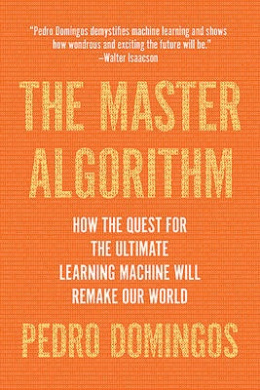 "Pedro Domingos demystifies machine learning and shows
how wondrous and exciting the future will be."
—Walter Isaacson
THE MASTER
ALGORITHM
HOW THE QUEST FOR
THE ULTIMATE
LEARNING MACHINE WILL
REMAKE OUR WORLD
PEDRO DOMINGOS